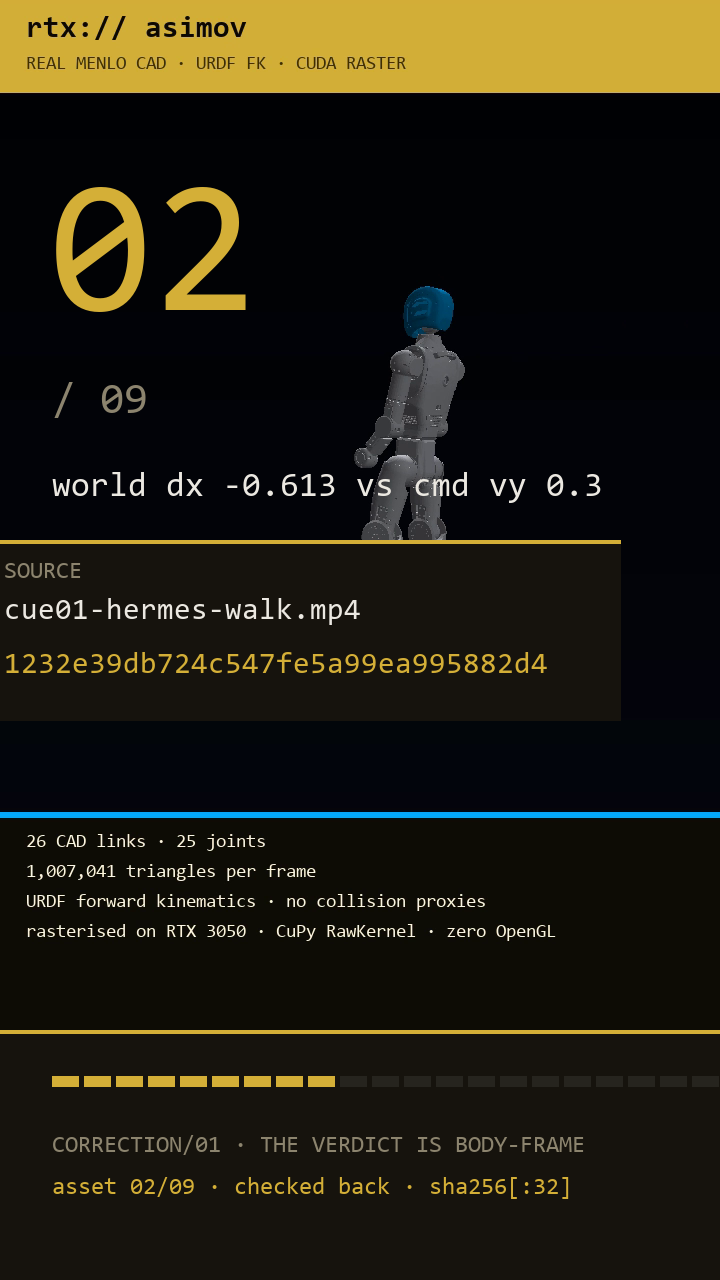 rtx:// asimov
REAL MENLO CAD · URDF FK · CUDA RASTER
02
/ 09
world dx -0.613 vs cmd vy 0.3
SOURCE
cue01-hermes-walk.mp4
1232e39db724c547fe5a99ea995882d4
26 CAD links · 25 joints
1,007,041 triangles per frame
URDF forward kinematics · no collision proxies
rasterised on RTX 3050 · CuPy RawKernel · zero OpenGL
CORRECTION/01 · THE VERDICT IS BODY-FRAME
asset 02/09 · checked back · sha256[:32]